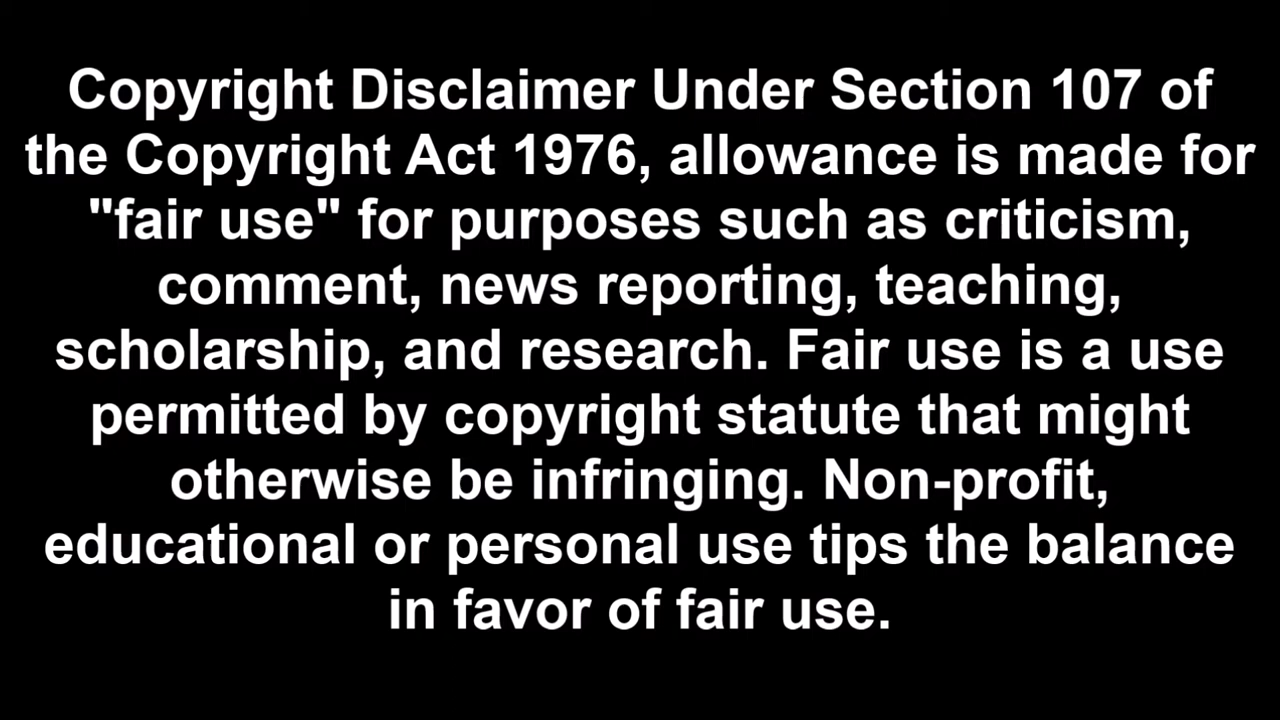 Copyright Disclaimer Under Section 107 of
the Copyright Act 1976, allowance is made for
"fair use" for purposes such as criticism,
comment, news reporting, teaching,
scholarship, and research. Fair use is a use
permitted by copyright statute that might
otherwise be infringing. Non-profit,
educational or personal use tips the balance
in favor of fair use.